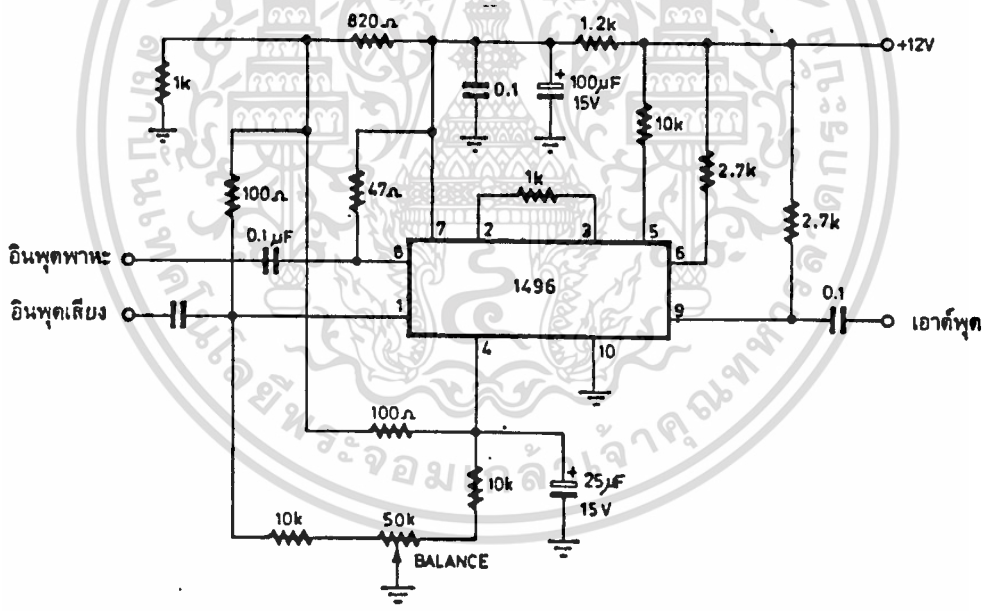 820Ω
1.2k
+12V
1k
0.1
+
100μF
15V
10k
2.7k
100Ω
47Ω
1k
2.7k
0.1μF
7
2
3
5
อินพุตพาหะ
8
6
1496
อินพุตเสียง
1
9
0.1
เอาต์พุต
4
10
100Ω
10k
+
25μF
15V
10k
50k
BALANCE